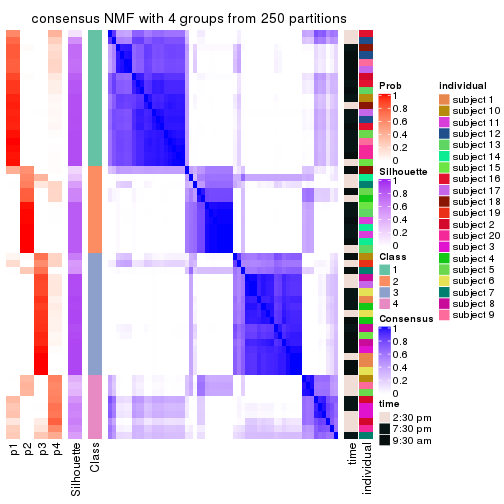 consensus NMF with 4 groups from 250 partitions
p1
p2
p3
p4
Silhouette
Class
time
individual
Prob
1
0.8
0.6
0.4
0.2
0
Silhouette
1
0.8
0.6
0.4
0.2
0
Class
1
2
3
4
Consensus
1
0.8
0.6
0.4
0.2
0
time
2:30 pm
7:30 pm
9:30 am
individual
subject 1
subject 10
subject 11
subject 12
subject 13
subject 14
subject 15
subject 16
subject 17
subject 18
subject 19
subject 2
subject 20
subject 3
subject 4
subject 5
subject 6
subject 7
subject 8
subject 9